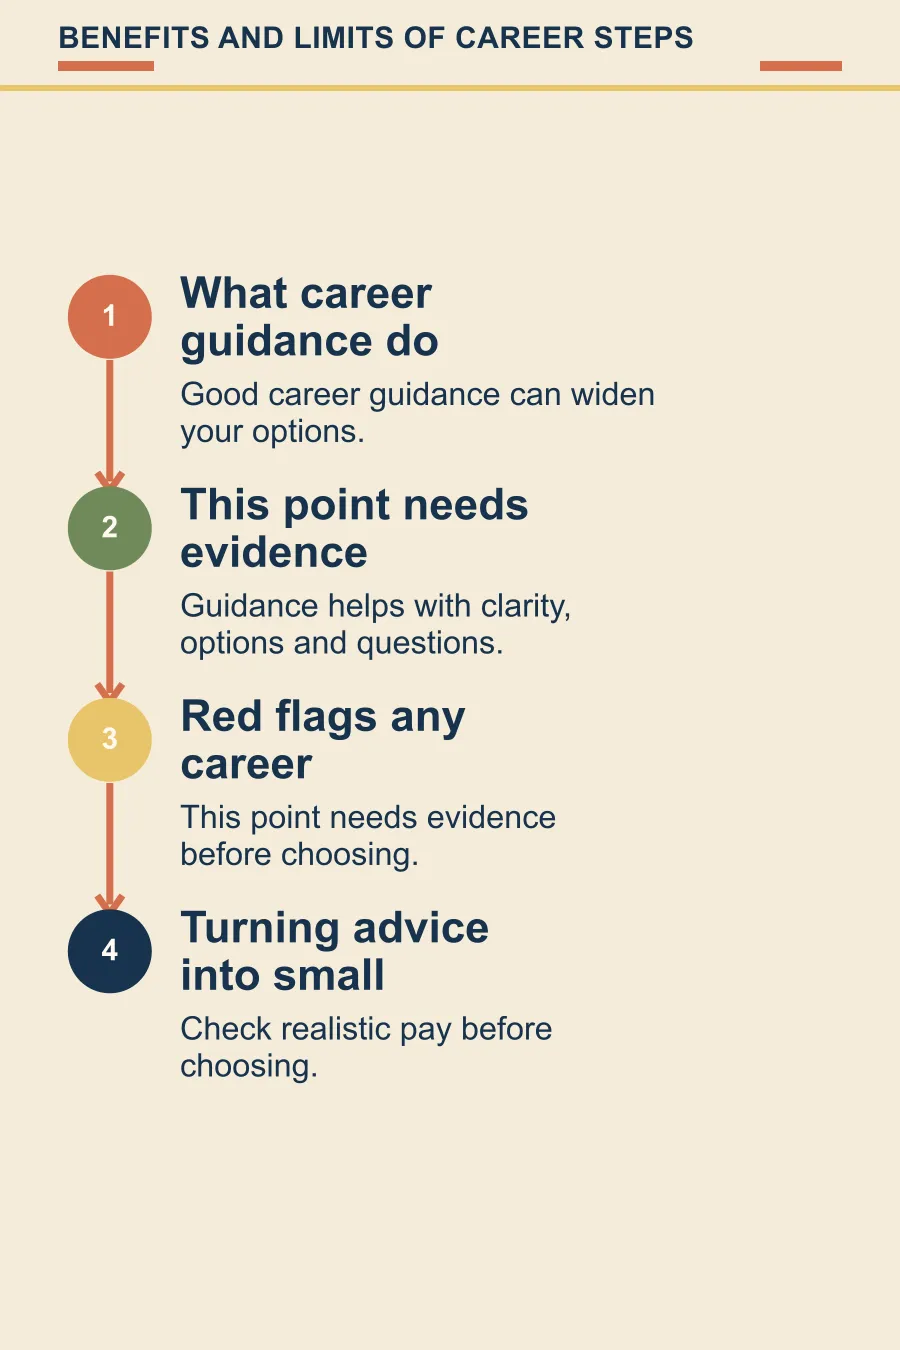 BENEFITS AND LIMITS OF CAREER STEPS
1
What career
guidance do
Good career guidance can widen
your options.
2
This point needs
evidence
Guidance helps with clarity,
options and questions.
3
Red flags any
career
This point needs evidence
before choosing.
4
Turning advice
into small
Check realistic pay before
choosing.